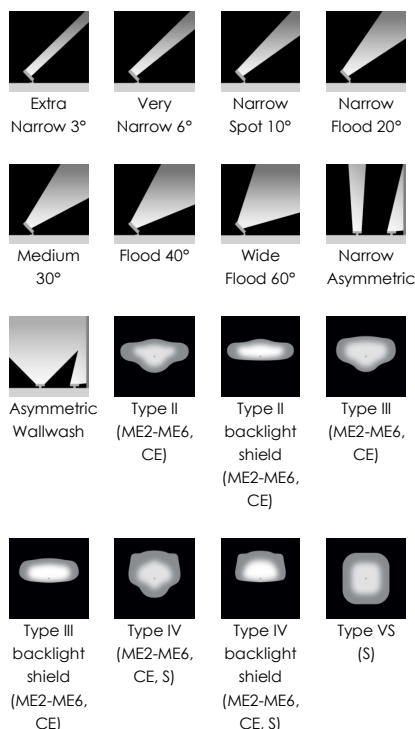 Extra
Narrow 3°
Very
Narrow 6°
Narrow
Spot 10°
Narrow
Flood 20°
Medium
30°
Flood 40°
Wide
Flood 60°
Narrow
Asymmetric
Asymmetric
Wallwash
Type II
(ME2-ME6,
CE)
Type II
backlight
shield
(ME2-ME6,
CE)
Type III
(ME2-ME6,
CE)
Type III
backlight
shield
(ME2-ME6,
CE)
Type IV
(ME2-ME6,
CE, S)
Type IV
backlight
shield
(ME2-ME6,
CE, S)
Type VS
(S)